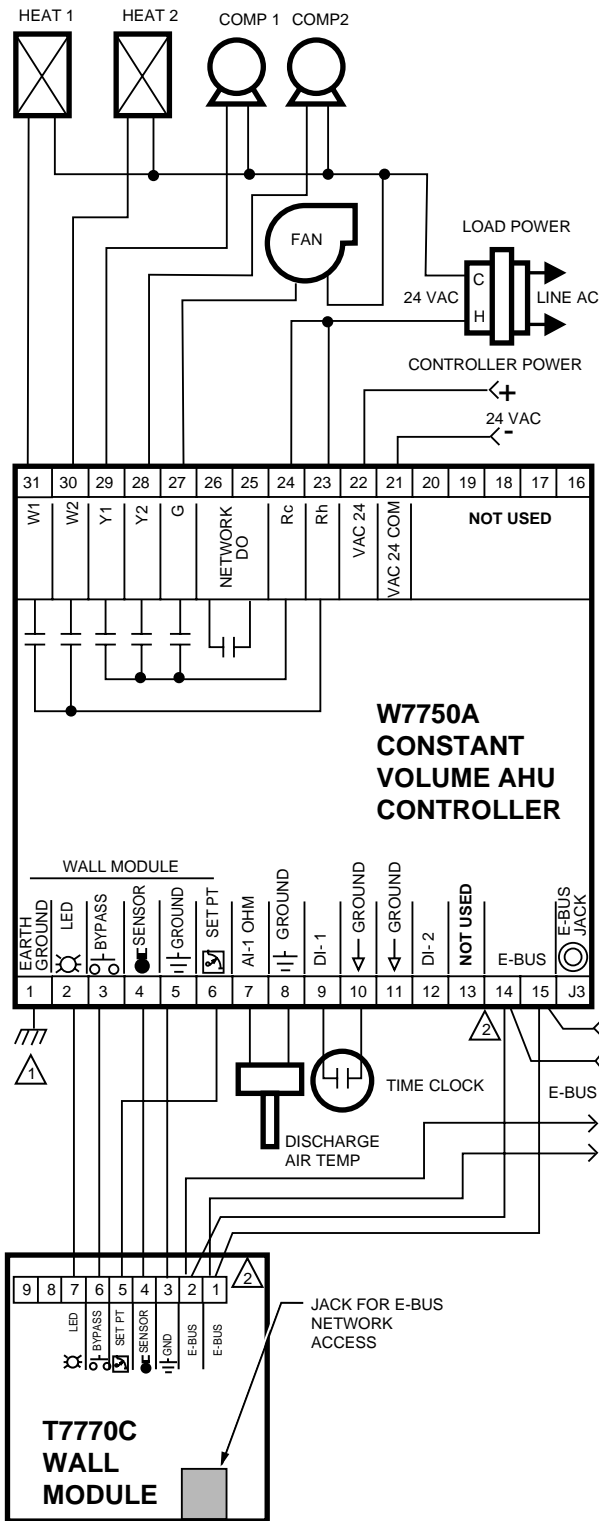 HEAT 1 HEAT 2 COMP 1 COMP2
FAN
LOAD POWER
C
24 VAC LINE AC
H
CONTROLLER POWER
+
24 VAC
-
31 30 29 28 27 26 25 24 23 22 21 20 19 18 17 16
W1 W2 Y1 Y2 G NETWORK DO Rc Rh VAC 24 VAC 24 COM NOT USED
W7750A
CONSTANT
VOLUME AHU
CONTROLLER
WALL MODULE
EARTH GROUND LED BYPASS SENSOR GROUND SET PT AI-1 OHM GROUND DI- 1 GROUND GROUND DI- 2 NOT USED E-BUS E-BUS JACK
1 2 3 4 5 6 7 8 9 10 11 12 13 14 15 J3
2
1
TIME CLOCK
E-BUS
DISCHARGE
AIR TEMP
9 8 7 6 5 4 3 2 1
2
LED BYPASS SET PT SENSOR GND E-BUS E-BUS
JACK FOR E-BUS
NETWORK
ACCESS
T7770C
WALL
MODULE